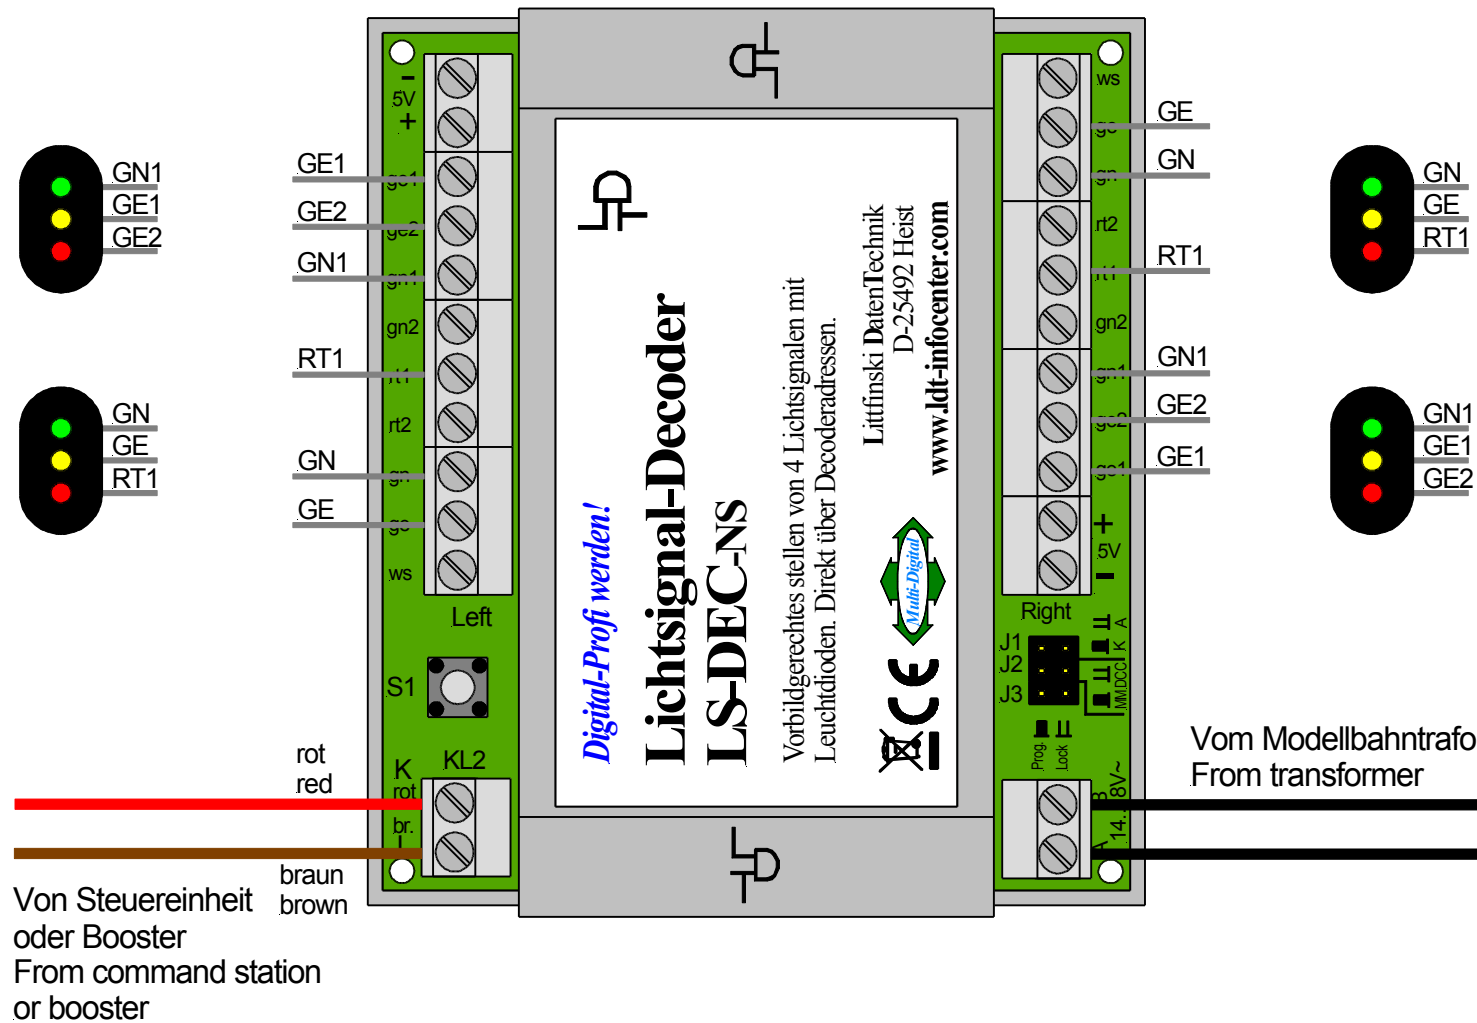 GN1
GE1
GE2
GN
GE
RT1
GE1
GE2
GN1
RT1
GN
GE
-
5V
+
ge1
ge2
gn1
gn2
rt1
rt2
gn
ge
ws
Left
S1
K
KL2
rot
br.
L
rot
red
braun
brown
Von Steuereinheit
oder Booster
From command station
or booster
Digital-Profi werden!
Lichtsignal-Decoder
LS-DEC-NS
Vorbildgerechtes stellen von 4 Lichtsignalen mit
Leuchtdioden. Direkt über Decoderadressen.
Littfinski DatenTechnik
D-25492 Heist
www.ldt-infocenter.com
Multi-Digital
CE
ws
ge
gn
rt2
rt1
gn2
gn1
ge2
ge1
+
5V
-
Right
J1
J2
J3
A
K
MM
DCC
Prog.
Lock
B
A
GE
GN
RT1
GN1
GE2
GE1
GN
GE
RT1
GN1
GE1
GE2
Vom Modellbahntrafo
From transformer